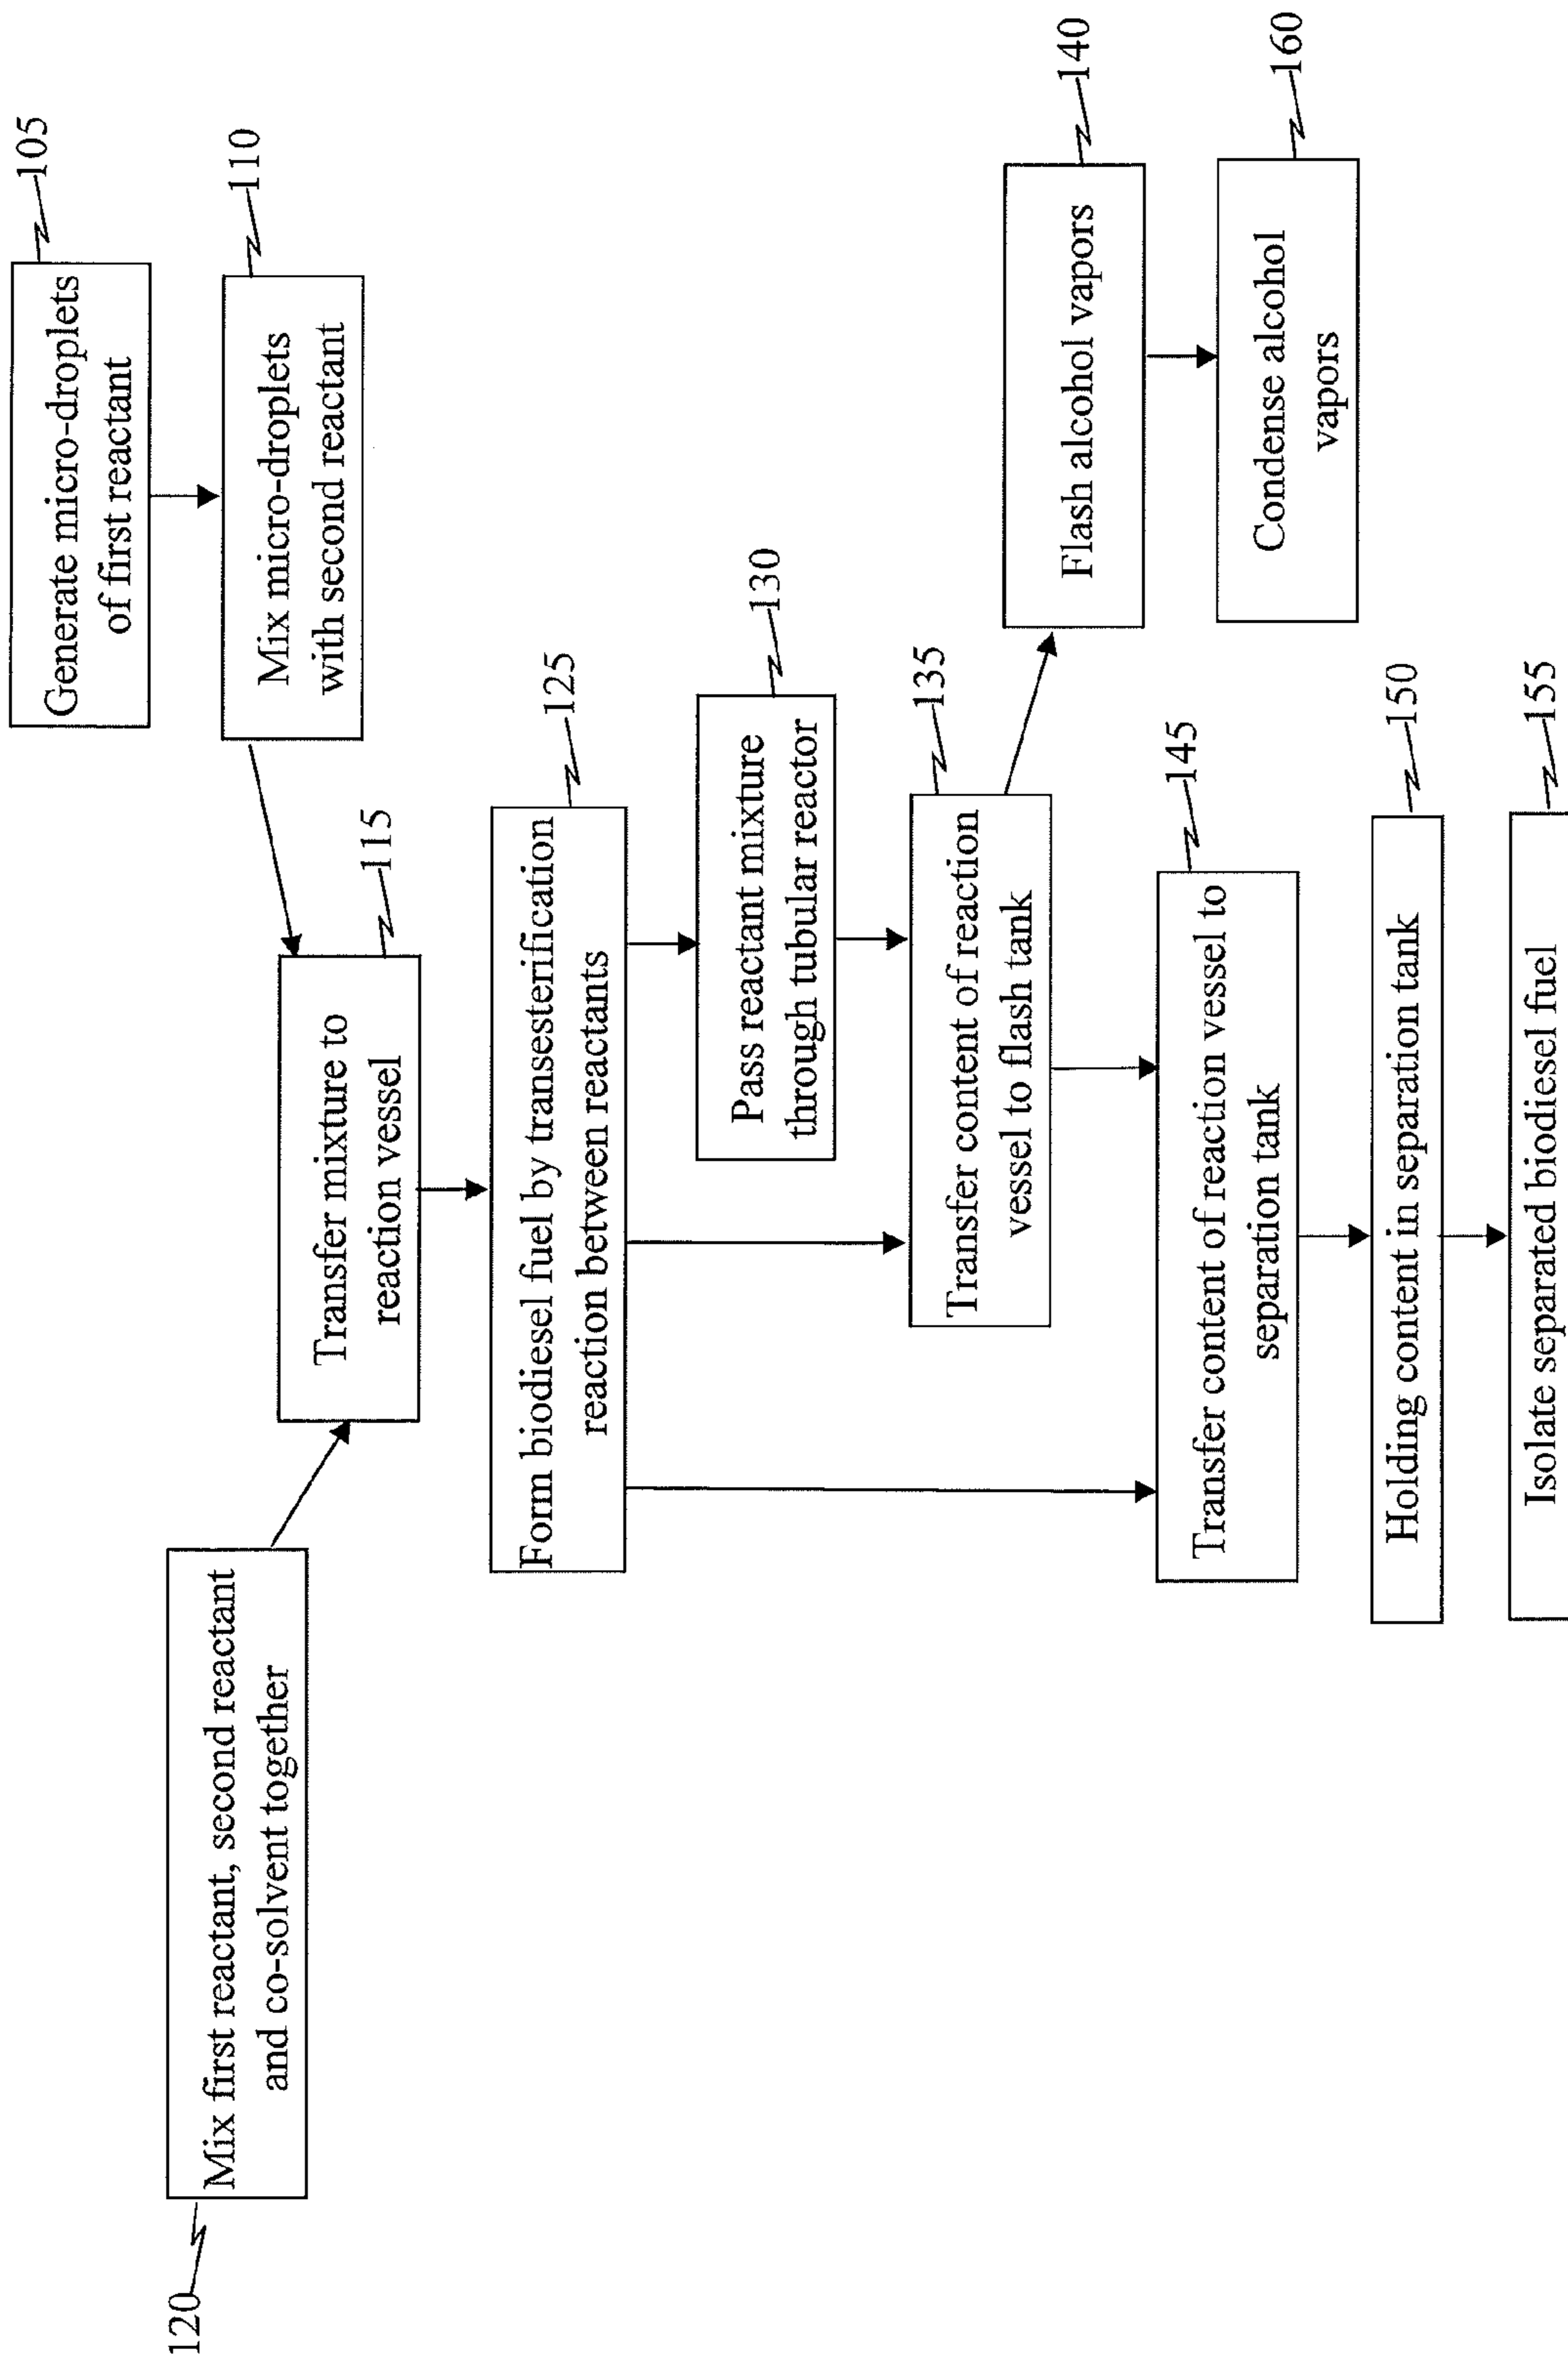 105
Generate micro-droplets
of first reactant
110
Mix micro-droplets
with second reactant
120
Mix first reactant, second reactant
and co-solvent together
115
Transfer mixture to
reaction vessel
125
Form biodiesel fuel by transesterification
reaction between reactants
130
Pass reactant mixture
through tubular reactor
135
Transfer content of reaction
vessel to flash tank
140
Flash alcohol vapors
160
Condense alcohol
vapors
145
Transfer content of reaction vessel to
separation tank
150
Holding content in separation tank
155
Isolate separated biodiesel fuel